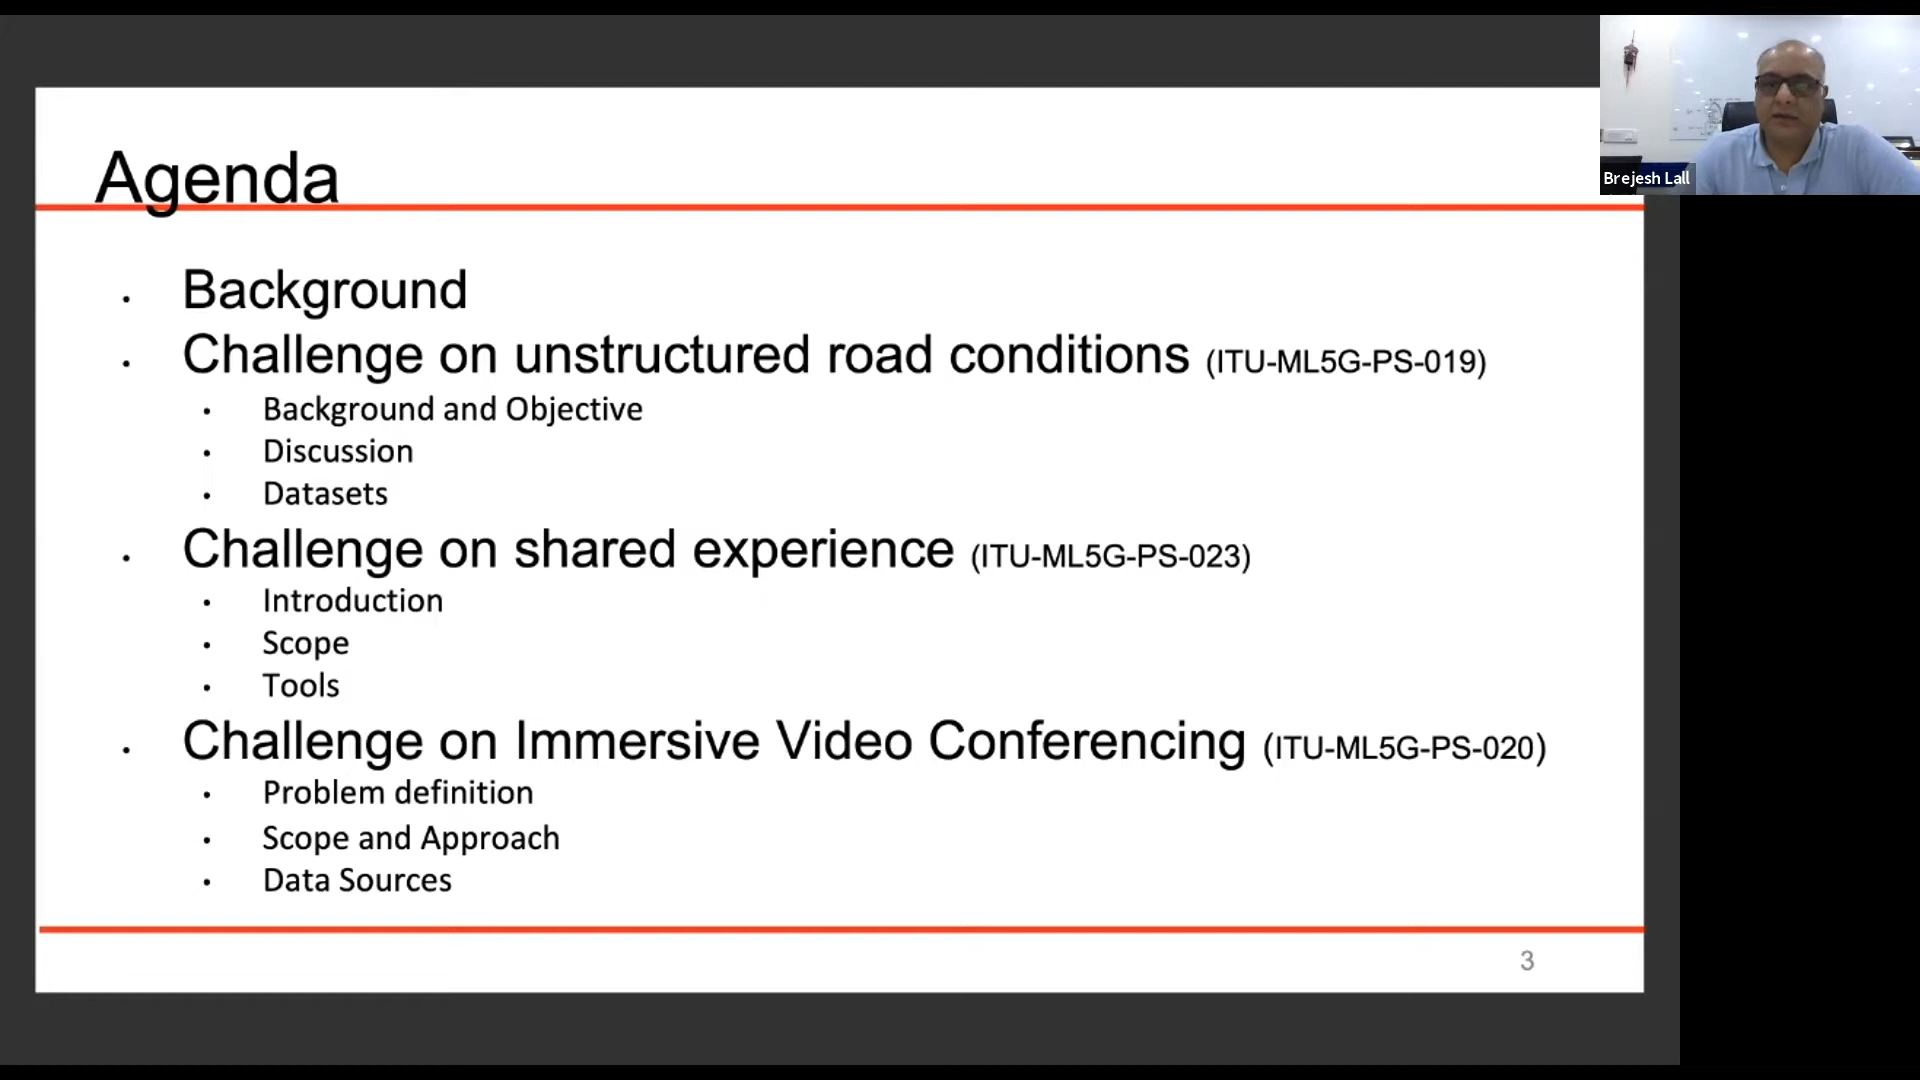 Agenda
Background
Challenge on unstructured road conditions (ITU-ML5G-PS-019)
Background and Objective
Discussion
Datasets
Challenge on shared experience (ITU-ML5G-PS-023)
Introduction
Scope
Tools
Challenge on Immersive Video Conferencing (ITU-ML5G-PS-020)
Problem definition
Scope and Approach
Data Sources
3
Brejesh Lall